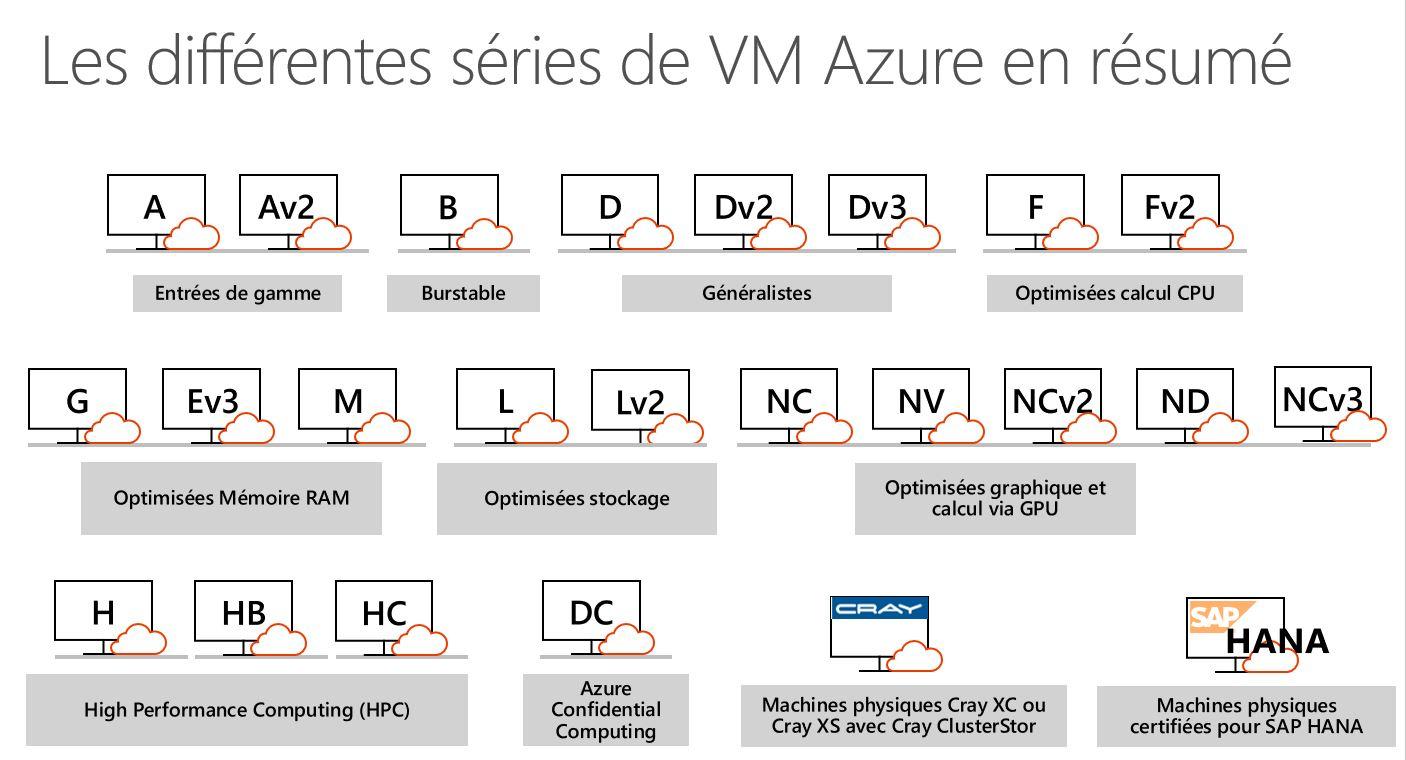 Les différentes séries de VM Azure en résumé
A
Av2
B
D
Dv2
Dv3
F
Fv2
Entrées de gamme
Burstable
Généralistes
Optimisées calcul CPU
G
Ev3
M
L
Lv2
NC
NV
NCv2
ND
NCv3
Optimisées Mémoire RAM
Optimisées stockage
Optimisées graphique et
calcul via GPU
H
HB
HC
DC
CRAY
SAP
HANA
High Performance Computing (HPC)
Azure
Confidential
Computing
Machines physiques Cray XC ou
Cray XS avec Cray ClusterStor
Machines physiques
certifiées pour SAP HANA